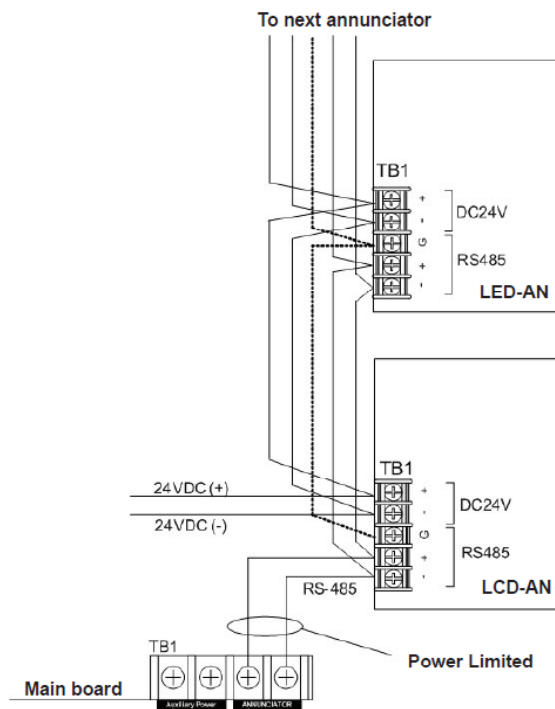 To next annunciator
TB1
+
-
G
+
-
DC24V
RS485
LED-AN
TB1
+
-
G
+
-
DC24V
RS485
LCD-AN
24VDC (+)
24VDC (-)
RS-485
TB1
Power Limited
Main board
Auxiliary Power
ANNUNCIATOR